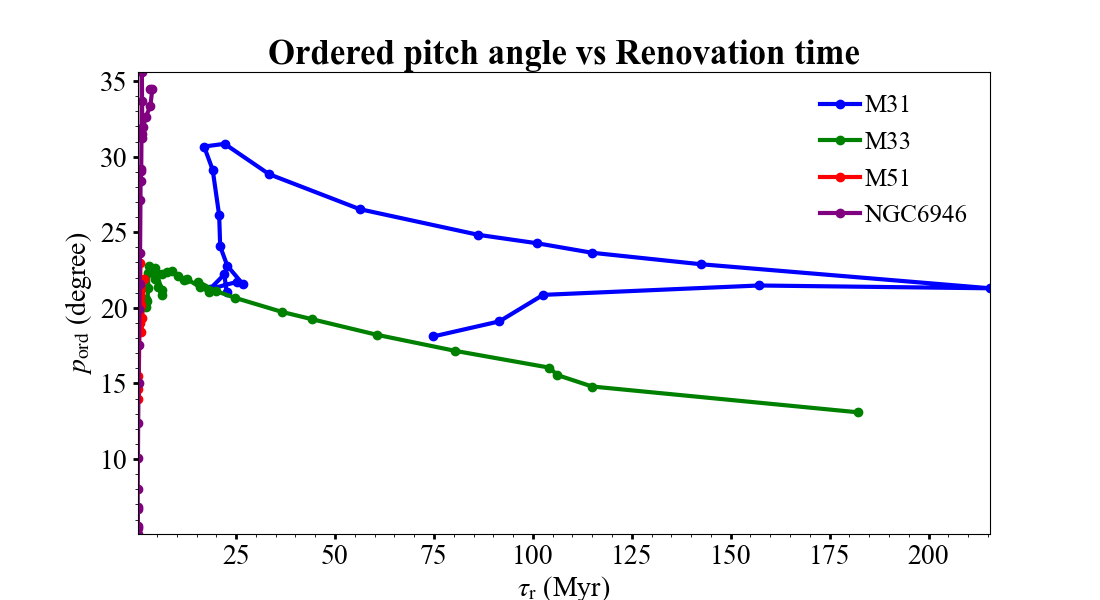 Ordered pitch angle vs Renovation time
M31
M33
M51
NGC6946
p_ord (degree)
35
30
25
20
15
10
25 50 75 100 125 150 175 200
τ_r (Myr)